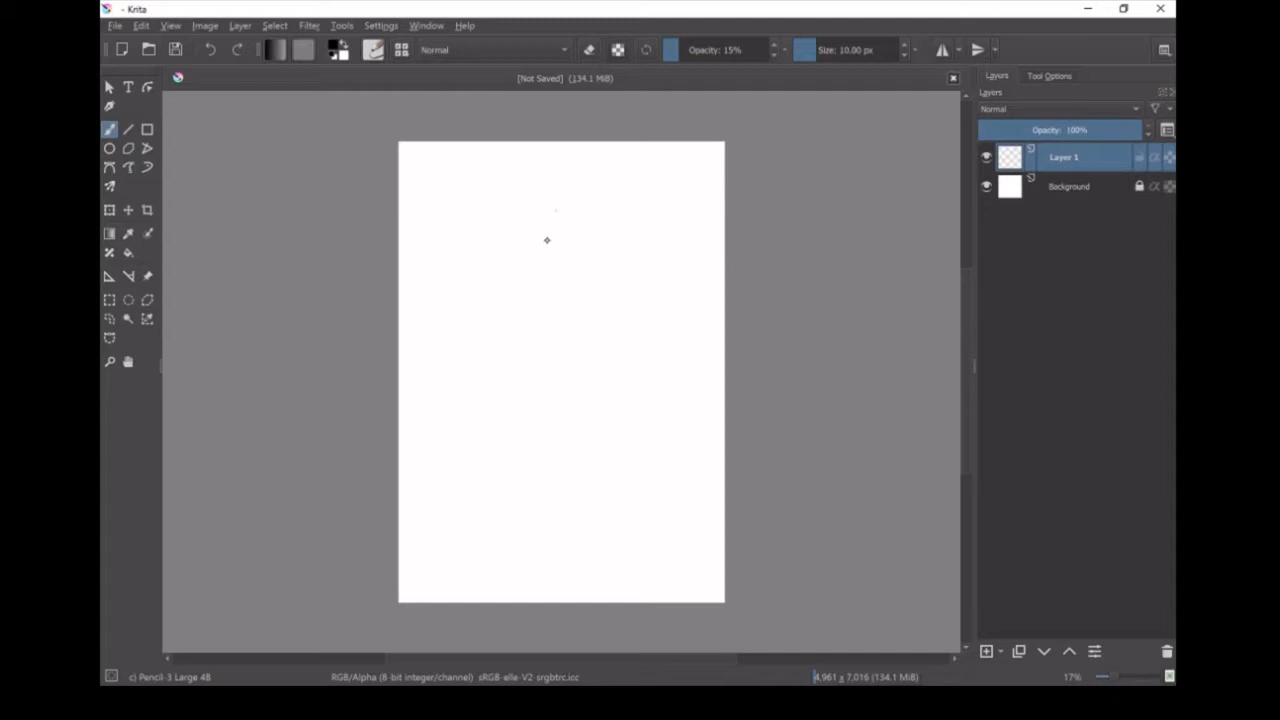 - Krita
File Edit View Image Layer Select Filter Tools Settings Window Help
Normal Opacity: 15% Size: 10.00 px
[Not Saved] (134.1 MiB)
Layers Tool Options
Layers
Normal
Opacity: 100%
Layer 1
Background
c) Pencil-3 Large 4B RGB/Alpha (8-bit integer/channel) sRGB-elle-V2-srgbtrc.icc 4,961 x 7,016 (134.1 MiB) 17%